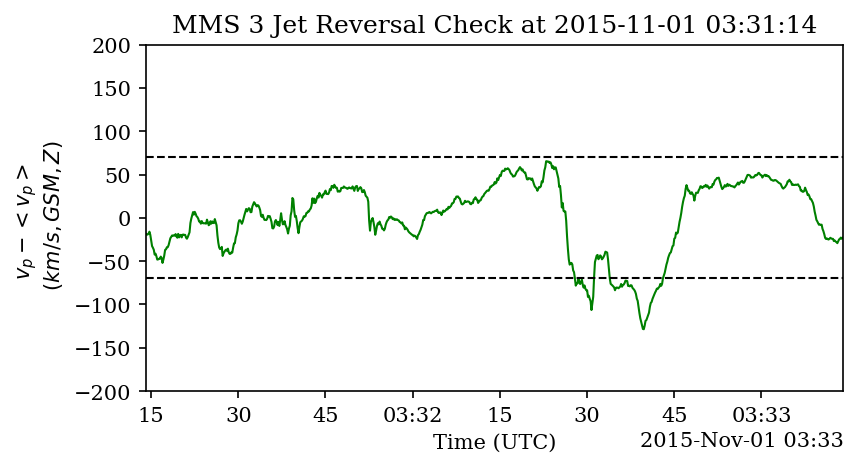 MMS 3 Jet Reversal Check at 2015-11-01 03:31:14
v_p − < v_p >
(km/s, GSM, Z)
200
150
100
50
0
−50
−100
−150
−200
15 30 45 03:32 15 30 45 03:33
Time (UTC)
2015-Nov-01 03:33